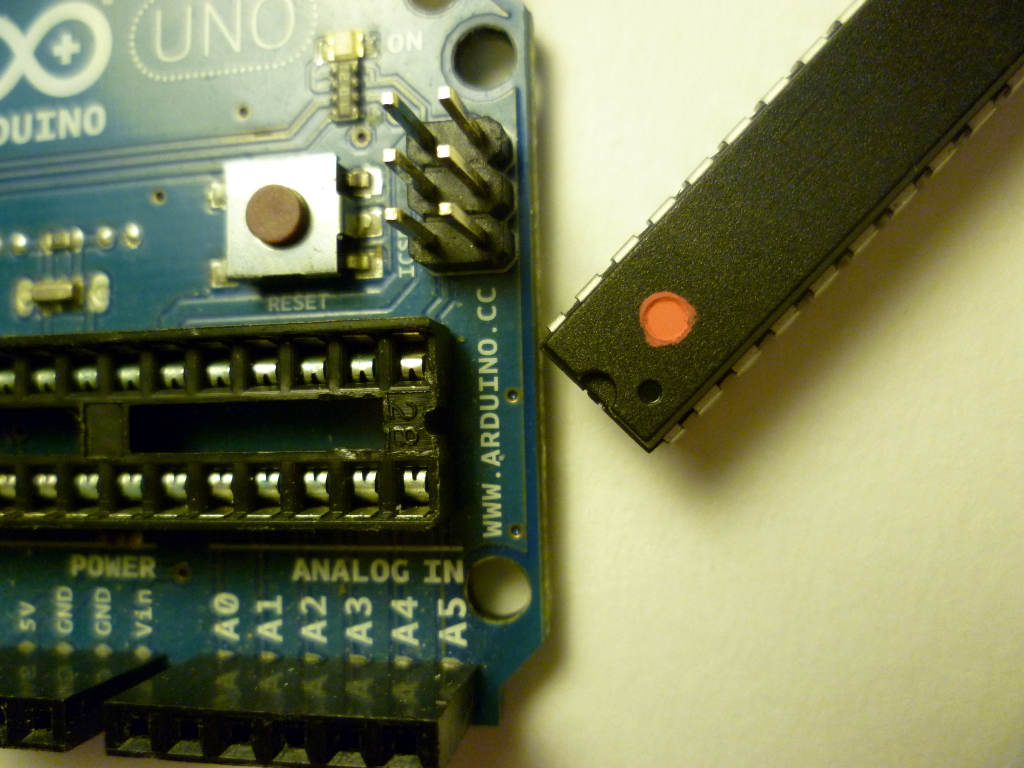 UNO
ON
DUINO
ICS
RESET
WWW.ARDUINO.CC
28
POWER
ANALOG IN
5V
GND
GND
Vin
A0
A1
A2
A3
A4
A5